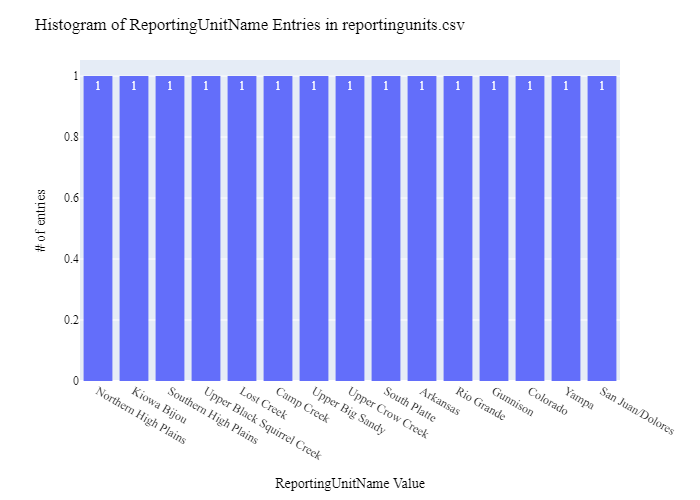 Histogram of ReportingUnitName Entries in reportingunits.csv
1 1 1 1 1 1 1 1 1 1 1 1 1 1 1
1
0.8
0.6
0.4
0.2
0
# of entries
Northern High Plains
Kiowa Bijou
Southern High Plains
Upper Black Squirrel Creek
Lost Creek
Camp Creek
Upper Big Sandy
Upper Crow Creek
South Platte
Arkansas
Rio Grande
Gunnison
Colorado
Yampa
San Juan/Dolores
ReportingUnitName Value